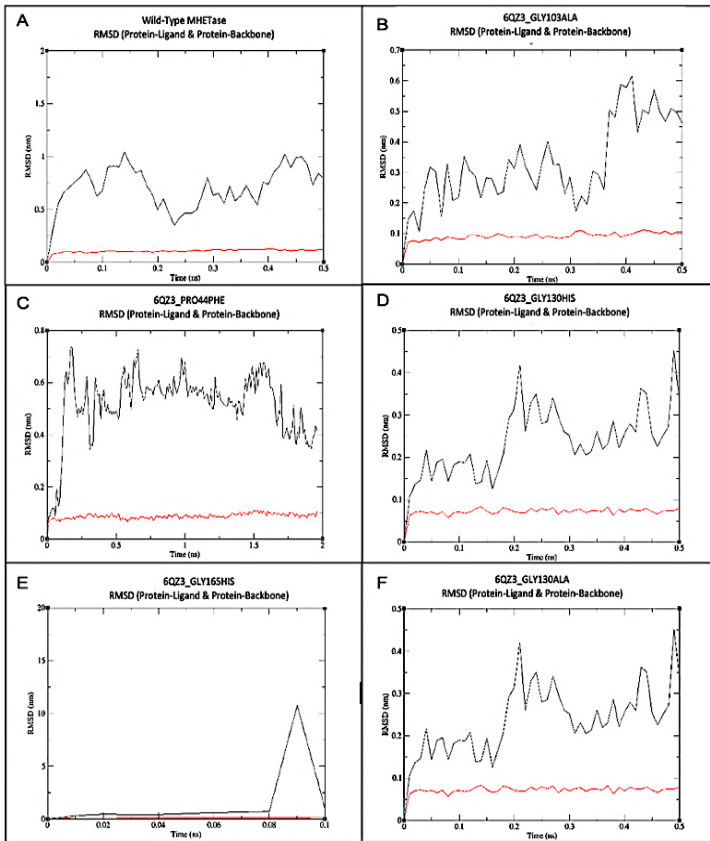 A
Wild-Type MHETase
RMSD (Protein-Ligand & Protein-Backbone)
2
1.5
1
0.5
0
RMSD (nm)
0 0.1 0.2 0.3 0.4 0.5
Time (ns)
B
6QZ3_GLY103ALA
RMSD (Protein-Ligand & Protein-Backbone)
0.7
0.6
0.5
0.4
0.3
0.2
0.1
0
RMSD (nm)
0 0.1 0.2 0.3 0.4 0.5
Time (ns)
C
6QZ3_PRO44PHE
RMSD (Protein-Ligand & Protein-Backbone)
0.8
0.6
0.4
0.2
0
RMSD (nm)
0 0.5 1 1.5 2
Time (ns)
D
6QZ3_GLY130HIS
RMSD (Protein-Ligand & Protein-Backbone)
0.5
0.4
0.3
0.2
0.1
0
RMSD (nm)
0 0.1 0.2 0.3 0.4 0.5
Time (ns)
E
6QZ3_GLY165HIS
RMSD (Protein-Ligand & Protein-Backbone)
20
15
10
5
0
RMSD (nm)
0 0.02 0.04 0.06 0.08 0.1
Time (ns)
F
6QZ3_GLY130ALA
RMSD (Protein-Ligand & Protein-Backbone)
0.5
0.4
0.3
0.2
0.1
0
RMSD (nm)
0 0.1 0.2 0.3 0.4 0.5
Time (ns)